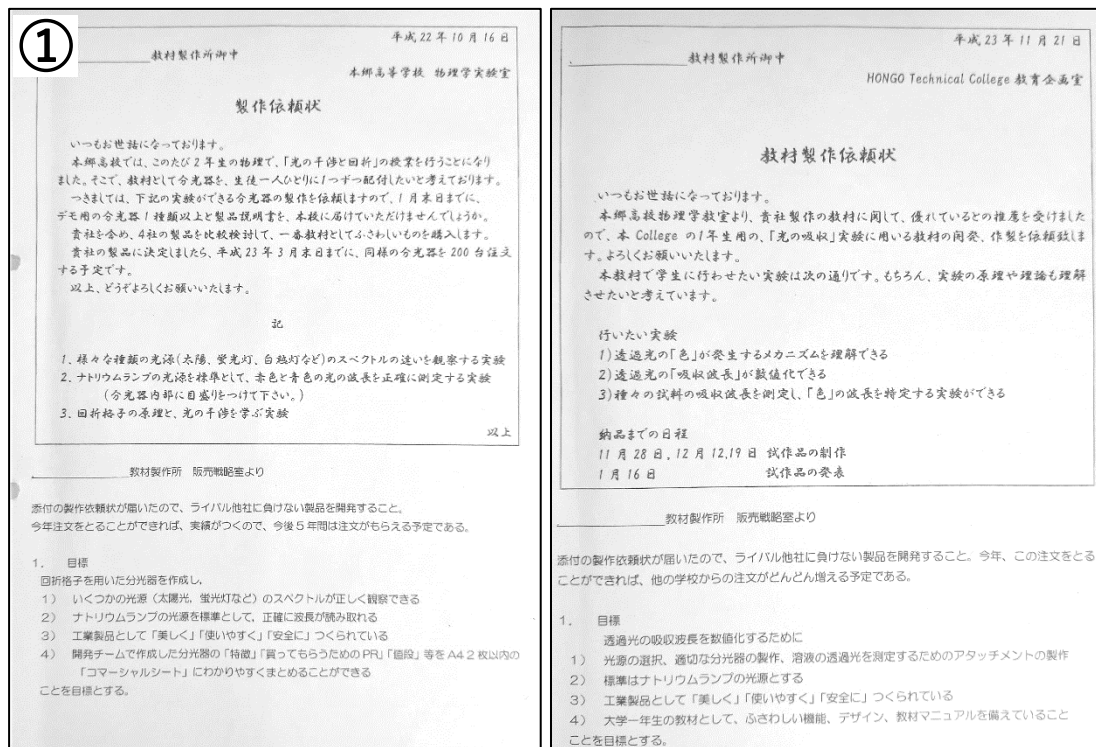 ①
平成22年10月16日
教材製作所御中
本郷高等学校 物理学実験室
製作依頼状
いつもお世話になっております。
本郷高校では、このたび2年生の物理で、「光の干渉と回折」の授業を行うことになり
ました。そこで、教材として分光器を、生徒一人ひとりに1つずつ配付したいと考えております。
つきましては、下記の実験ができる分光器の製作を依頼しますので、1月末日までに、
デモ用の分光器1種類以上と製品説明書を、本校に届けていただけませんでしょうか。
貴社を含め、4社の製品を比較検討して、一番教材としてふさわしいものを購入します。
貴社の製品に決定しましたら、平成23年3月末日までに、同様の分光器を200台注文
する予定です。
以上、どうぞよろしくお願いいたします。
記
1. 様々な種類の光源(太陽、蛍光灯、白熱灯など)のスペクトルの違いを観察する実験
2. ナトリウムランプの光源を標準として、赤色と青色の光の波長を正確に測定する実験
(分光器内部に目盛りをつけて下さい。)
3. 回折格子の原理と、光の干渉を学ぶ実験
以上
教材製作所 販売戦略室より
添付の製作依頼状が届いたので、ライバル他社に負けない製品を開発すること。
今年注文をとることができれば、実績がつくので、今後5年間は注文がもらえる予定である。
1. 目標
回折格子を用いた分光器を作成し、
1) いくつかの光源(太陽光、蛍光灯など)のスペクトルが正しく観察できる
2) ナトリウムランプの光源を標準として、正確に波長が読み取れる
3) 工業製品として「美しく」「使いやすく」「安全に」つくられている
4) 開発チームで作成した分光器の「特徴」「買ってもらうためのPR」「値段」等をA4 2枚以内の
「コマーシャルシート」にわかりやすくまとめることができる
ことを目標とする。
平成23年11月21日
教材製作所御中
HONGO Technical College 教育企画室
教材製作依頼状
いつもお世話になっております。
本郷高校物理学教室より、貴社製作の教材に関して、優れているとの推薦を受けました
ので、本 College の1年生用の、「光の吸収」実験に用いる教材の開発、作製を依頼致しま
す。よろしくお願いいたします。
本教材で学生に行わせたい実験は次の通りです。もちろん、実験の原理や理論も理解
させたいと考えています。
行いたい実験
1)透過光の「色」が発生するメカニズムを理解できる
2)透過光の「吸収波長」が数値化できる
3)種々の試料の吸収波長を測定し、「色」の波長を特定する実験ができる
納品までの日程
11月28日,12月12,19日 試作品の制作
1月16日 試作品の発表
教材製作所 販売戦略室より
添付の製作依頼状が届いたので、ライバル他社に負けない製品を開発すること。今年、この注文をとる
ことができれば、他の学校からの注文がどんどん増える予定である。
1. 目標
透過光の吸収波長を数値化するために
1) 光源の選択、適切な分光器の製作、溶液の透過光を測定するためのアタッチメントの製作
2) 標準はナトリウムランプの光源とする
3) 工業製品として「美しく」「使いやすく」「安全に」つくられている
4) 大学一年生の教材として、ふさわしい機能、デザイン、教材マニュアルを備えていること
ことを目標とする。